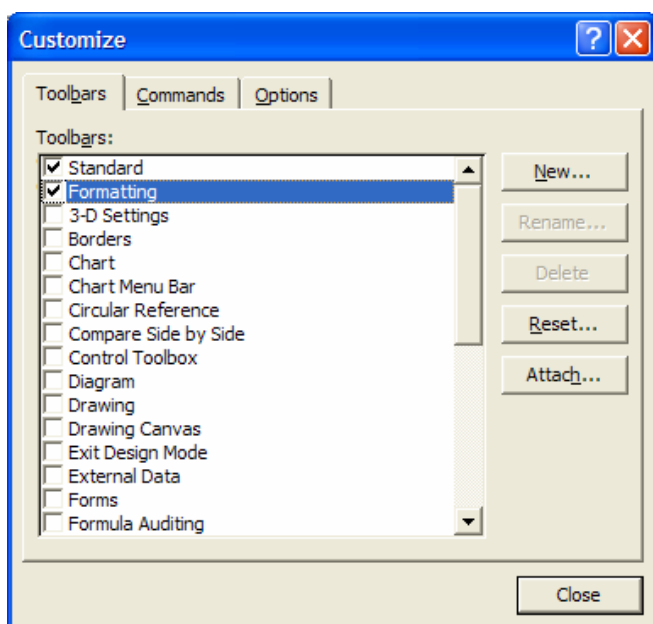 Customize
Toolbars Commands Options
Toolbars:
Standard
Formatting
3-D Settings
Borders
Chart
Chart Menu Bar
Circular Reference
Compare Side by Side
Control Toolbox
Diagram
Drawing
Drawing Canvas
Exit Design Mode
External Data
Forms
Formula Auditing
New...
Rename...
Delete
Reset...
Attach...
Close